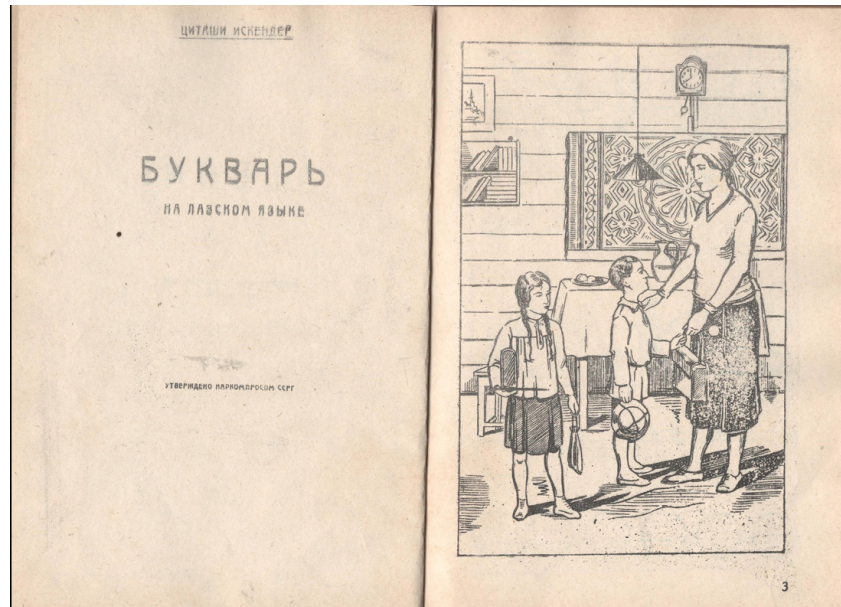 ЦИТАШИ ИСКЕНДЕР
БУКВАРЬ
НА ЛАЗСКОМ ЯЗЫКЕ
УТВЕРЖДЕНО НАРКОМПРОСОМ ССРГ
3